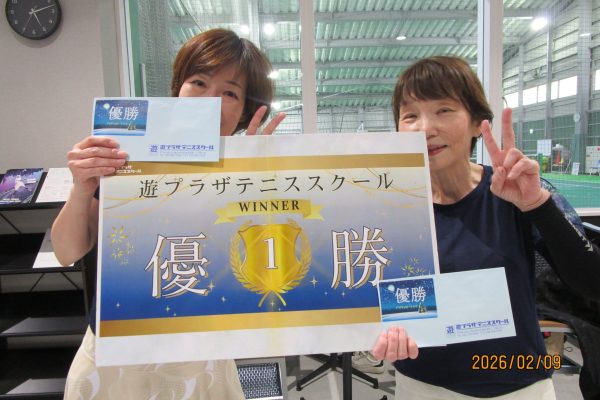 優勝
遊 遊プラザテニススクール
遊プラザテニススクール
WINNER
優 1 勝
優勝
遊 遊プラザテニススクール
2026/02/09